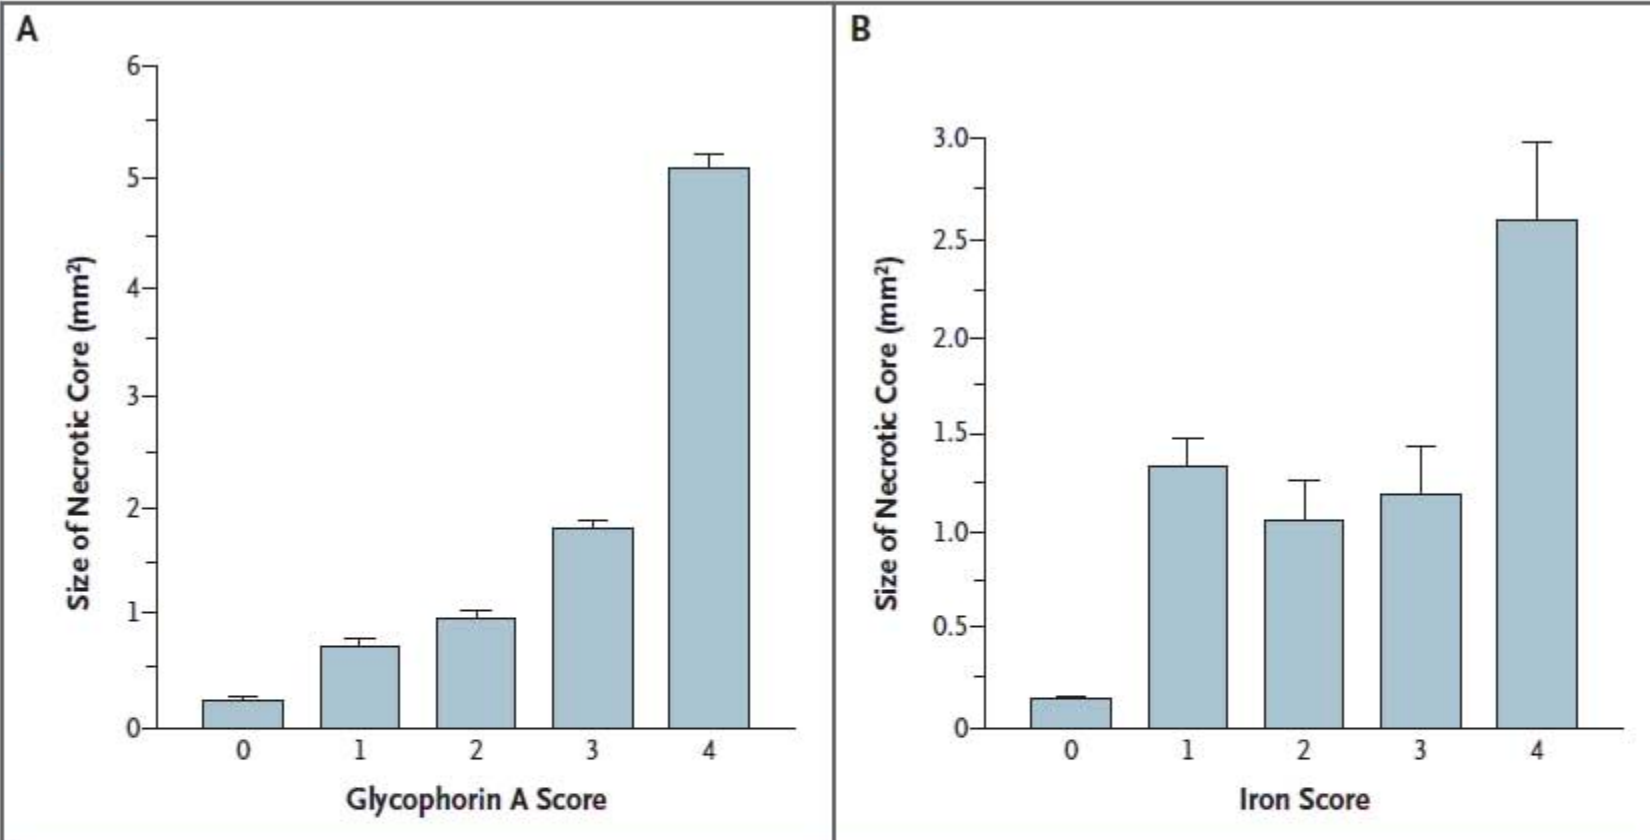 A
Size of Necrotic Core (mm²)
6
5
4
3
2
1
0
0 1 2 3 4
Glycophorin A Score
B
Size of Necrotic Core (mm²)
3.0
2.5
2.0
1.5
1.0
0.5
0
0 1 2 3 4
Iron Score